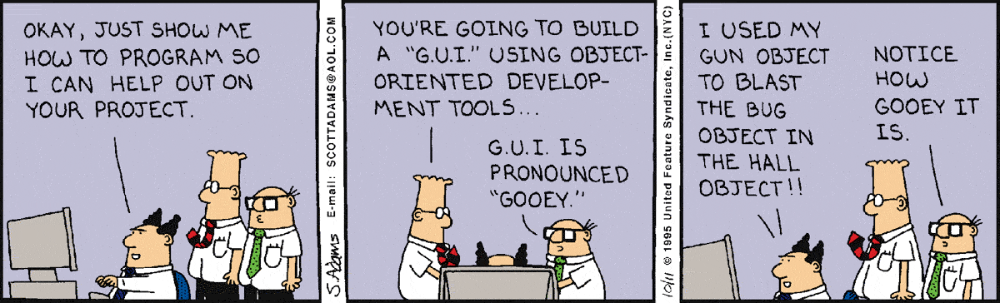 OKAY, JUST SHOW ME
HOW TO PROGRAM SO
I CAN HELP OUT ON
YOUR PROJECT.
S.Adams E-mail: SCOTTADAMS@AOL.COM
YOU'RE GOING TO BUILD
A "G.U.I." USING OBJECT-
ORIENTED DEVELOP-
MENT TOOLS...
G.U.I. IS
PRONOUNCED
"GOOEY."
10/11 © 1995 United Feature Syndicate, Inc.(NYC)
I USED MY
GUN OBJECT
TO BLAST
THE BUG
OBJECT IN
THE HALL
OBJECT!!
NOTICE
HOW
GOOEY IT
IS.